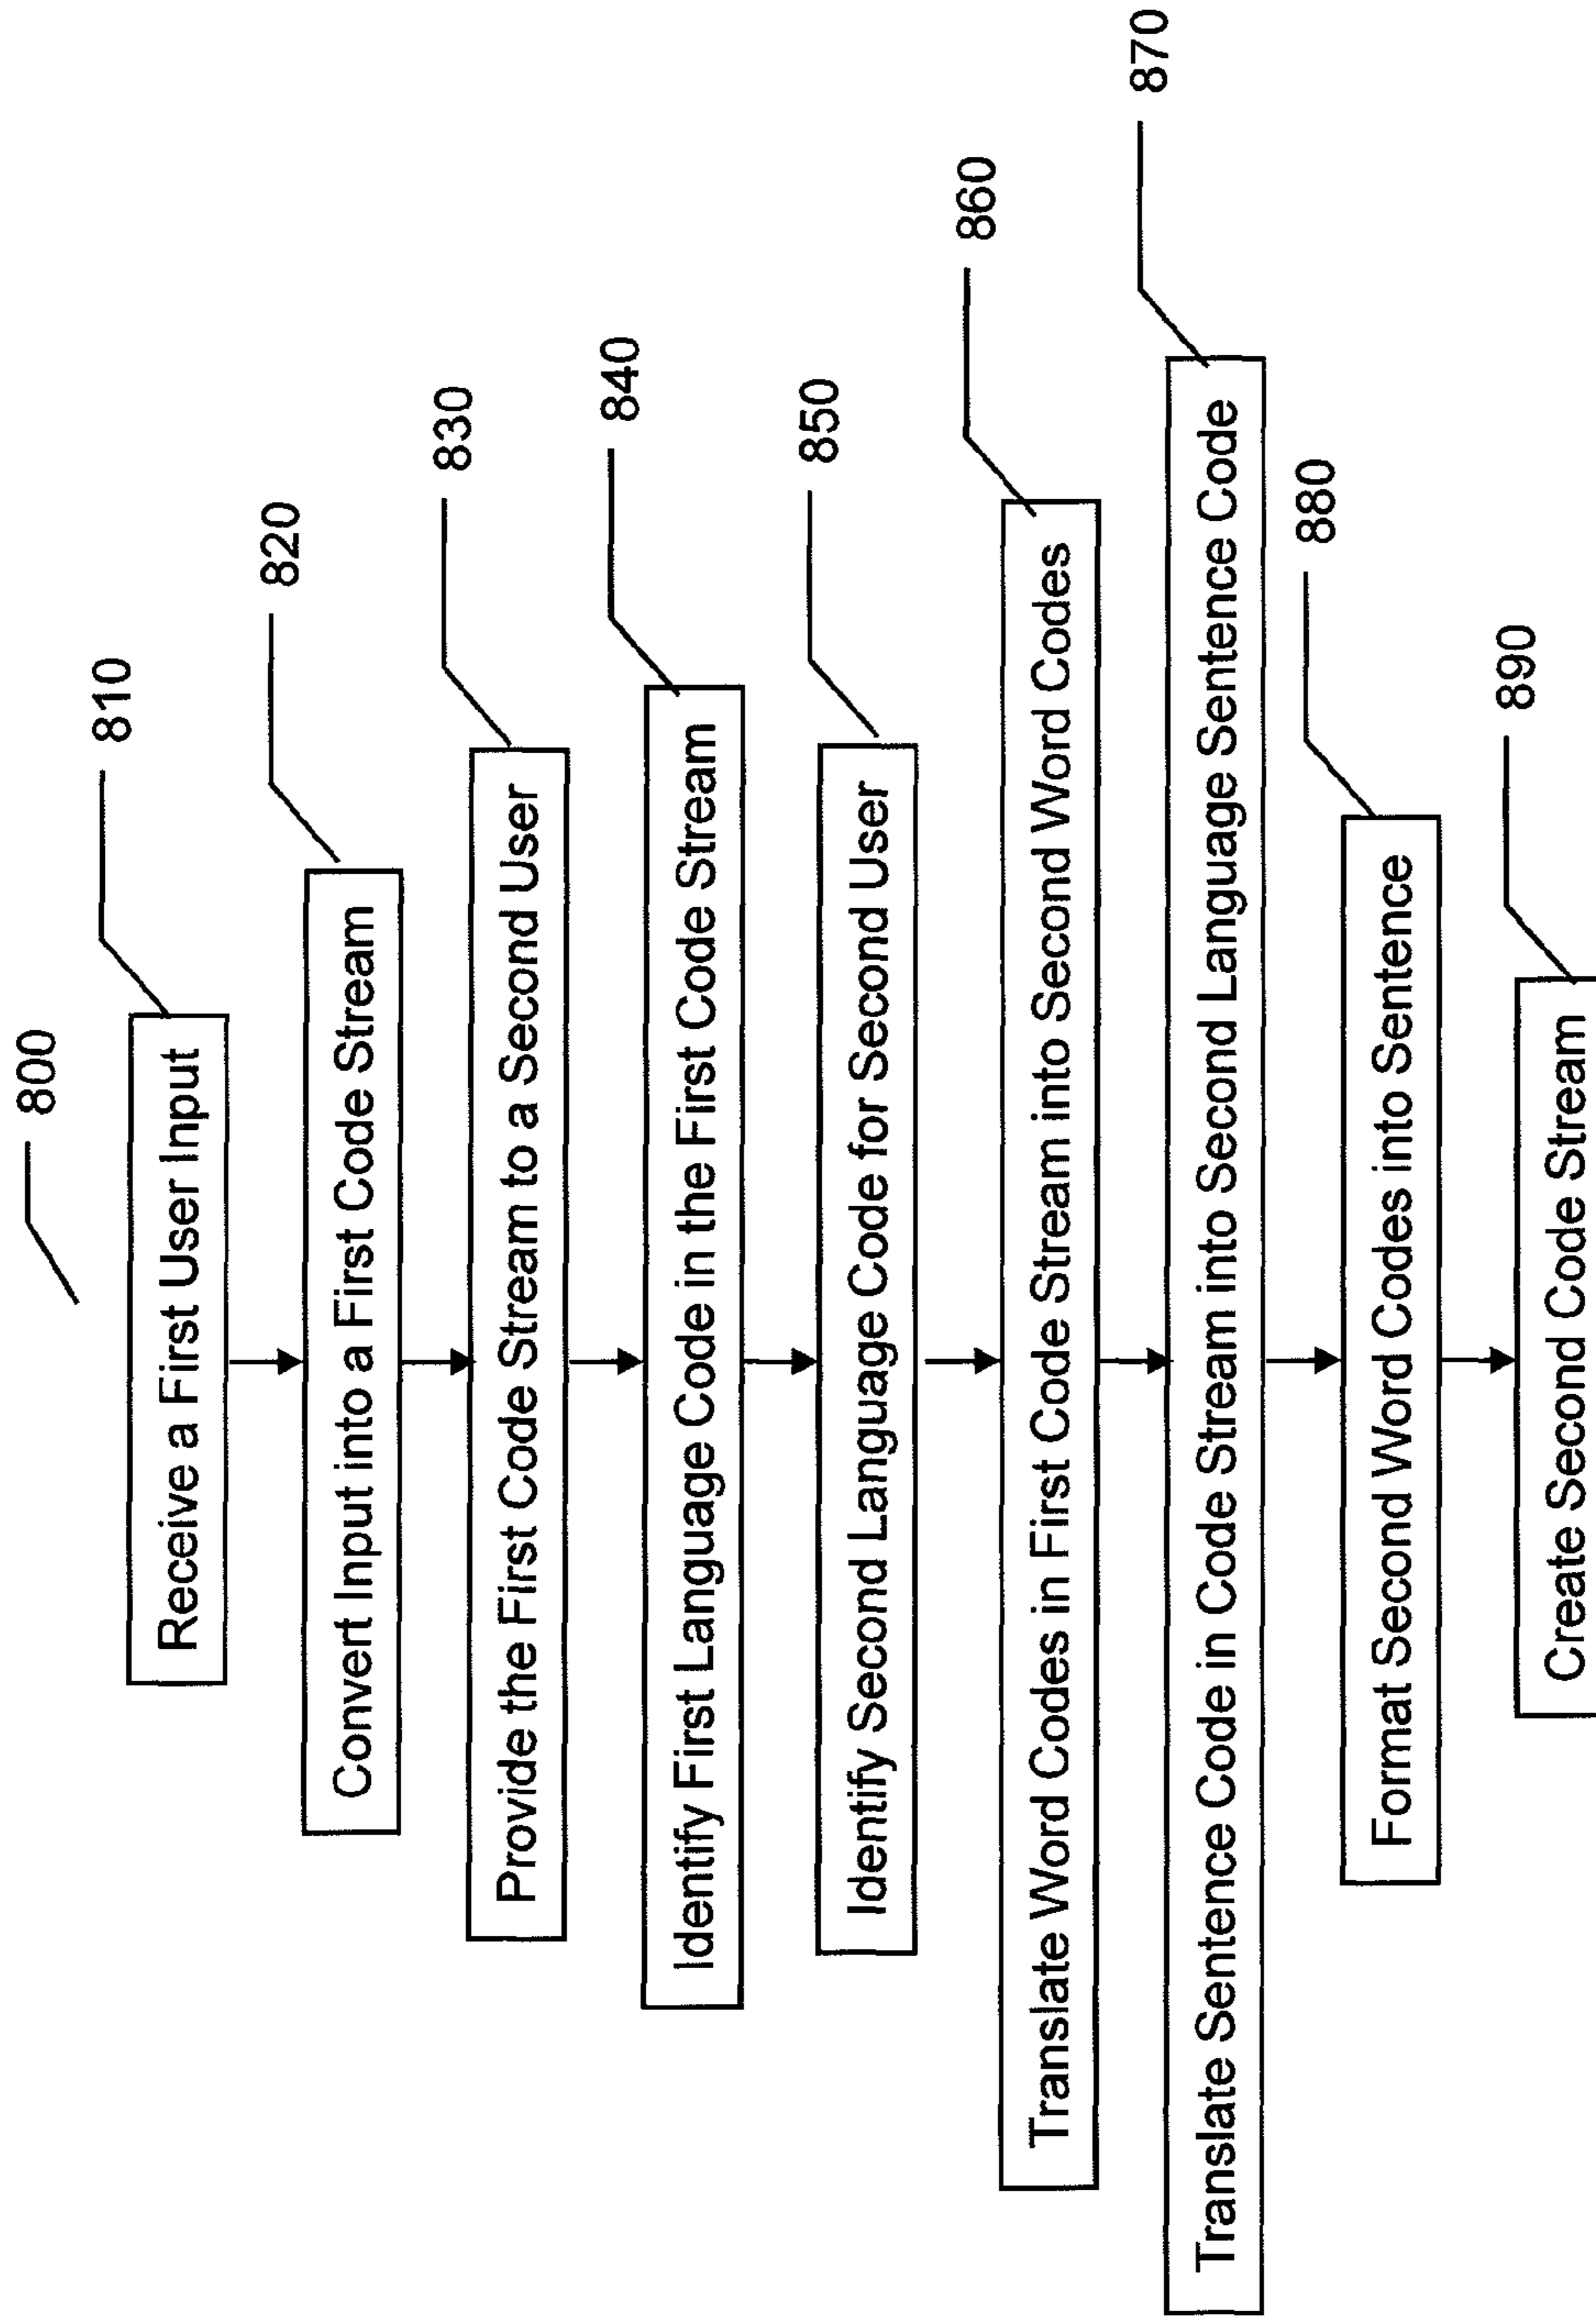 800
810
Receive a First User Input
820
Convert Input into a First Code Stream
830
Provide the First Code Stream to a Second User
840
Identify First Language Code in the First Code Stream
850
Identify Second Language Code for Second User
860
Translate Word Codes in First Code Stream into Second Word Codes
870
Translate Sentence Code in Code Stream into Second Language Sentence Code
880
Format Second Word Codes into Sentence
890
Create Second Code Stream